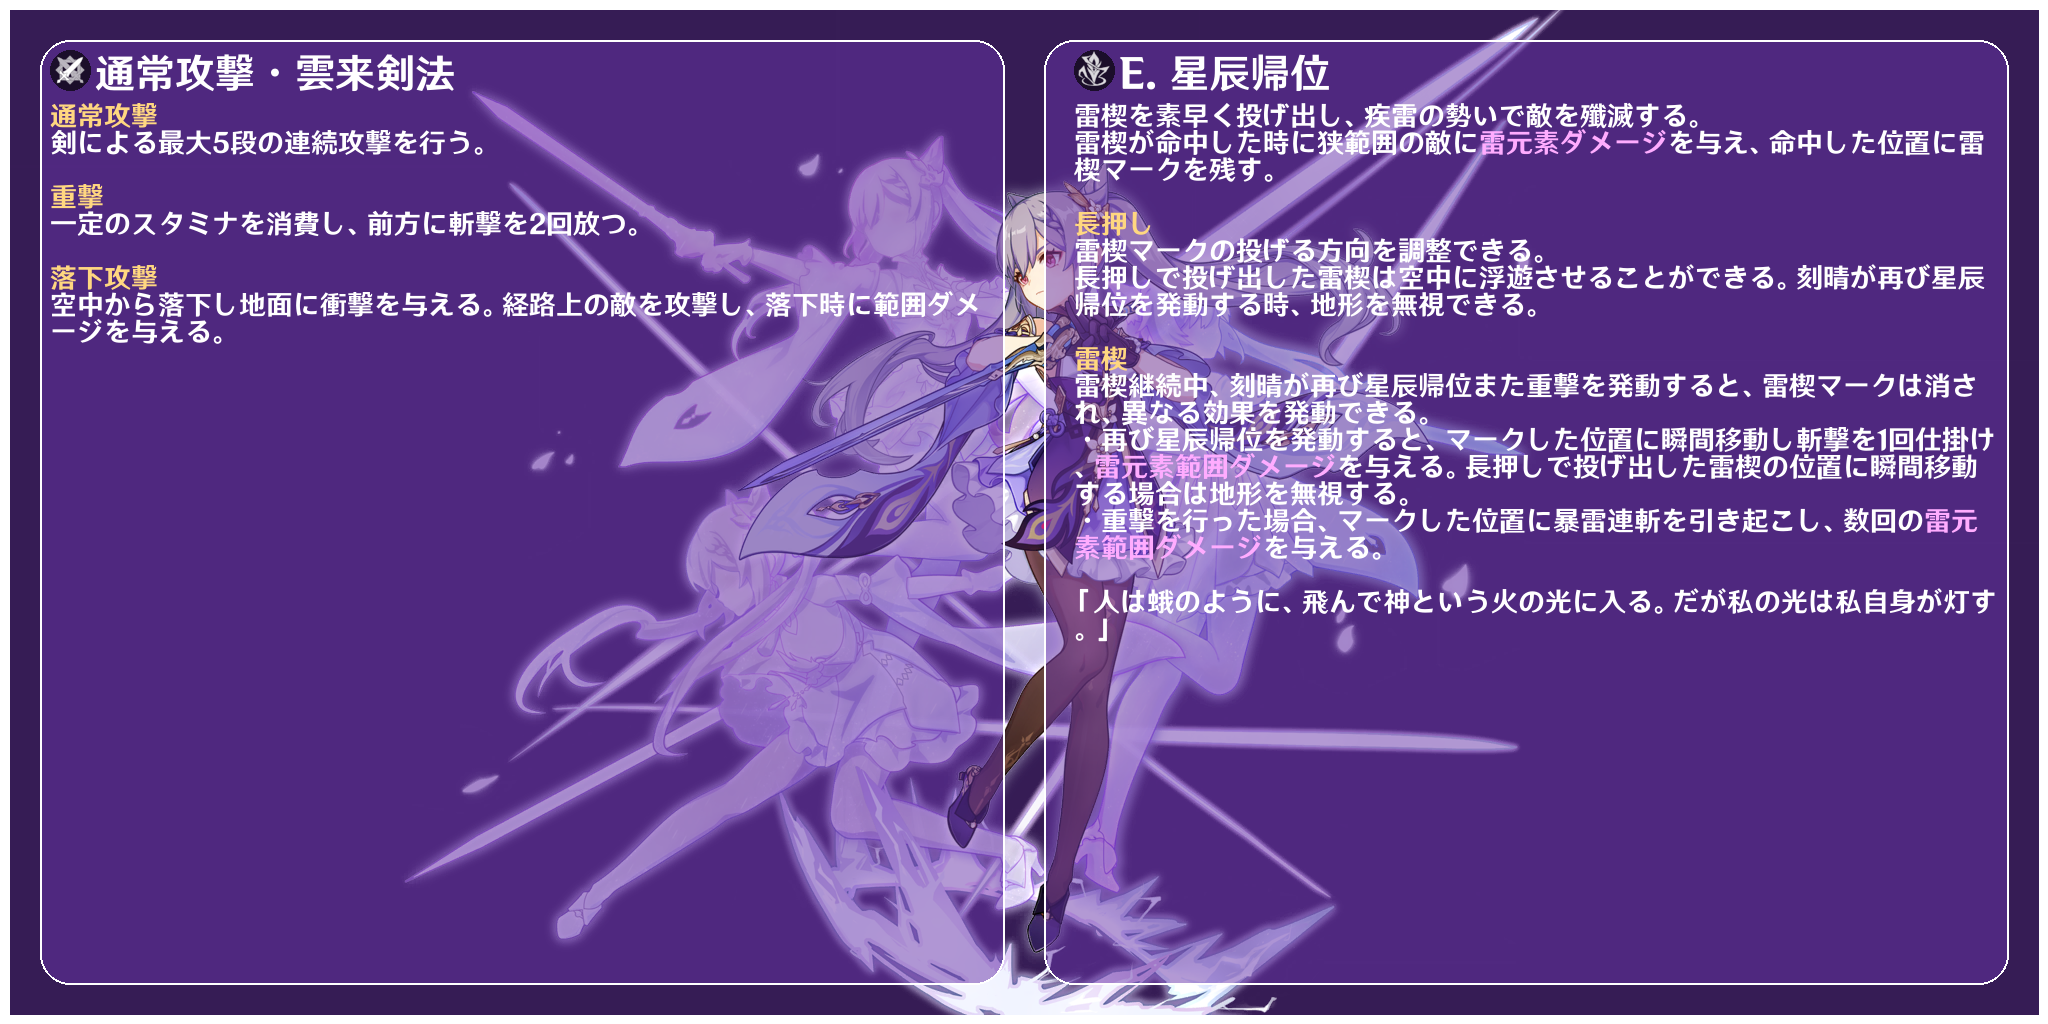 通常攻撃・雲来剣法
通常攻撃
剣による最大5段の連続攻撃を行う。
重撃
一定のスタミナを消費し、前方に斬撃を2回放つ。
落下攻撃
空中から落下し地面に衝撃を与える。経路上の敵を攻撃し、落下時に範囲ダメ
ージを与える。
E. 星辰帰位
雷楔を素早く投げ出し、疾雷の勢いで敵を殲滅する。
雷楔が命中した時に狭範囲の敵に雷元素ダメージを与え、命中した位置に雷
楔マークを残す。
長押し
雷楔マークの投げる方向を調整できる。
長押しで投げ出した雷楔は空中に浮遊させることができる。刻晴が再び星辰
帰位を発動する時、地形を無視できる。
雷楔
雷楔継続中、刻晴が再び星辰帰位また重撃を発動すると、雷楔マークは消さ
れ、異なる効果を発動できる。
・再び星辰帰位を発動すると、マークした位置に瞬間移動し斬撃を1回仕掛け
、雷元素範囲ダメージを与える。長押しで投げ出した雷楔の位置に瞬間移動
する場合は地形を無視する。
・重撃を行った場合、マークした位置に暴雷連斬を引き起こし、数回の雷元
素範囲ダメージを与える。
「人は蛾のように、飛んで神という火の光に入る。だが私の光は私自身が灯す
。」